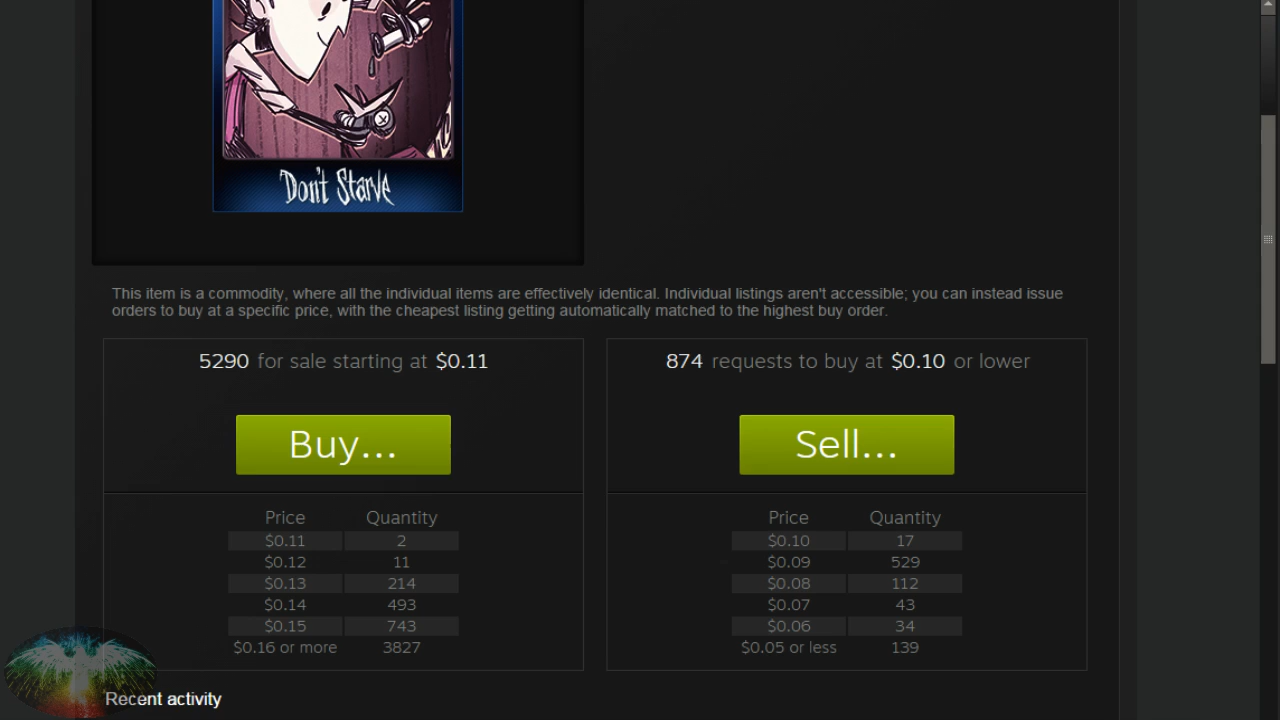 Don't Starve
This item is a commodity, where all the individual items are effectively identical. Individual listings aren't accessible; you can instead issue
orders to buy at a specific price, with the cheapest listing getting automatically matched to the highest buy order.
5290 for sale starting at $0.11
874 requests to buy at $0.10 or lower
Buy...
Sell...
Price Quantity
$0.11 2
$0.12 11
$0.13 214
$0.14 493
$0.15 743
$0.16 or more 3827
Price Quantity
$0.10 17
$0.09 529
$0.08 112
$0.07 43
$0.06 34
$0.05 or less 139
Recent activity